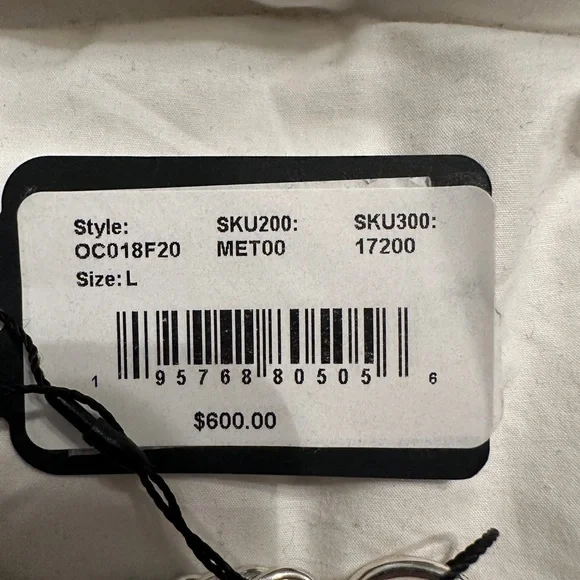 Style: SKU200: SKU300:
OC018F20 MET00 17200
Size: L
1 95768 80505 6
$600.00